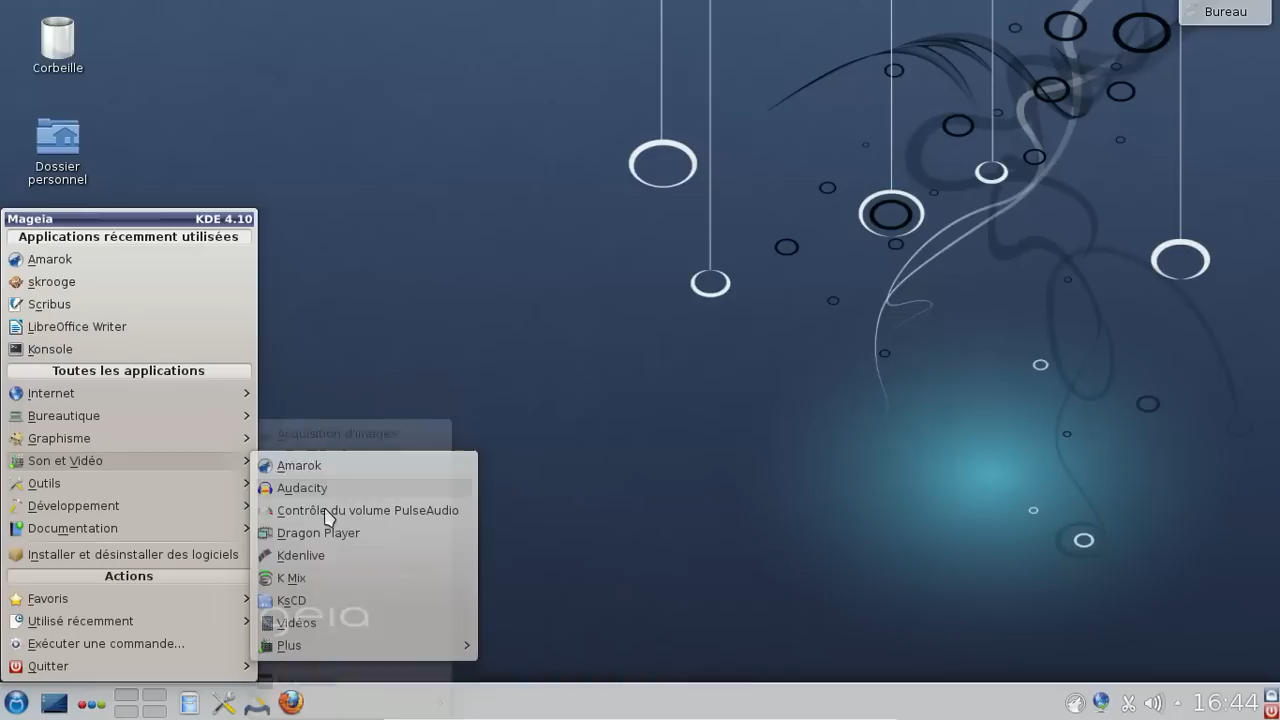 Bureau
Corbeille
Dossier
personnel
Mageia KDE 4.10
Applications récemment utilisées
Amarok
skrooge
Scribus
LibreOffice Writer
Konsole
Toutes les applications
Internet
Bureautique
Graphisme
Son et Vidéo
Outils
Développement
Documentation
Installer et désinstaller des logiciels
Actions
Favoris
Utilisé récemment
Exécuter une commande...
Quitter
Acquisition d'images
Amarok
Audacity
Contrôle du volume PulseAudio
Dragon Player
Kdenlive
K Mix
KsCD
Vidéos
Plus
geia
16:44